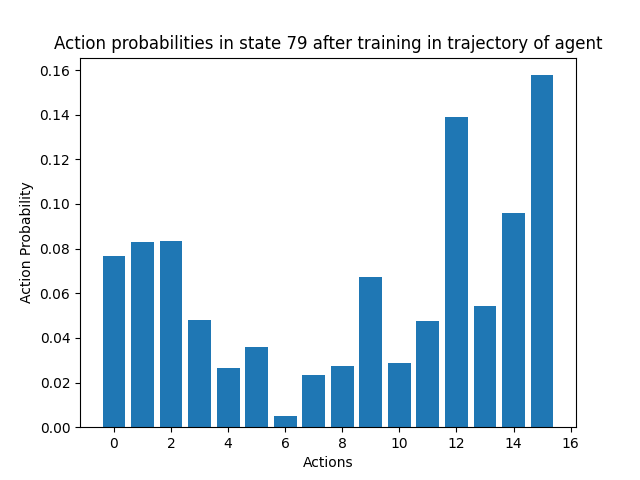 Action probabilities in state 79 after training in trajectory of agent
0.16
0.14
0.12
0.10
0.08
0.06
0.04
0.02
0.00
Action Probability
0 2 4 6 8 10 12 14 16
Actions